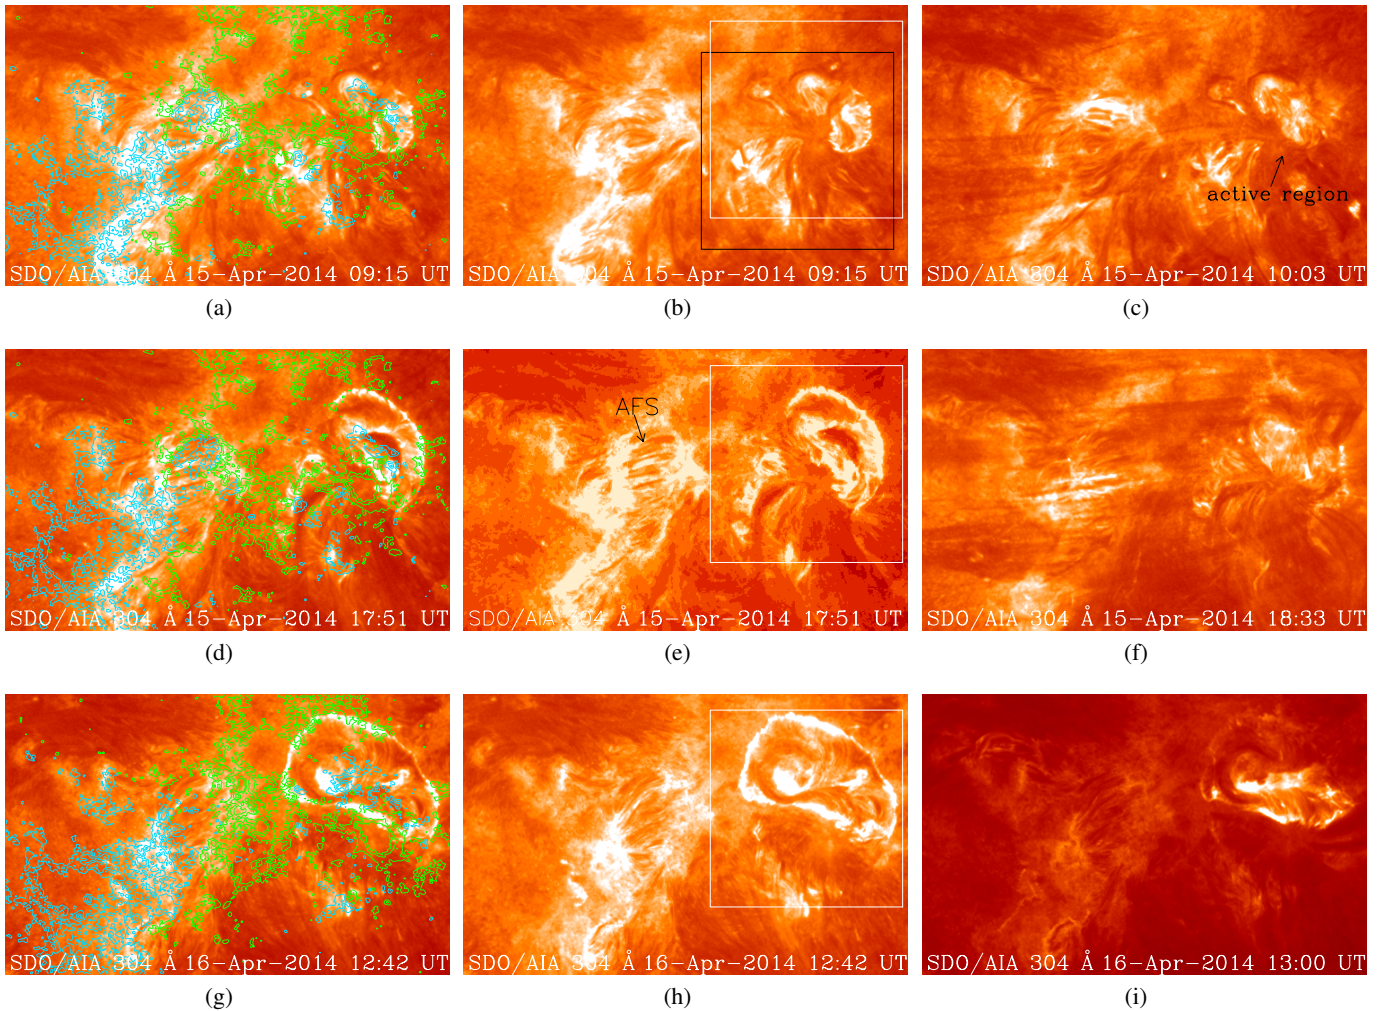 active region
SDO/AIA 304 Å 15-Apr-2014 09:15 UT
SDO/AIA 304 Å 15-Apr-2014 09:15 UT
SDO/AIA 304 Å 15-Apr-2014 10:03 UT
(a)
(b)
(c)
AFS
SDO/AIA 304 Å 15-Apr-2014 17:51 UT
SDO/AIA 304 Å 15-Apr-2014 17:51 UT
SDO/AIA 304 Å 15-Apr-2014 18:33 UT
(d)
(e)
(f)
SDO/AIA 304 Å 16-Apr-2014 12:42 UT
SDO/AIA 304 Å 16-Apr-2014 12:42 UT
SDO/AIA 304 Å 16-Apr-2014 13:00 UT
(g)
(h)
(i)